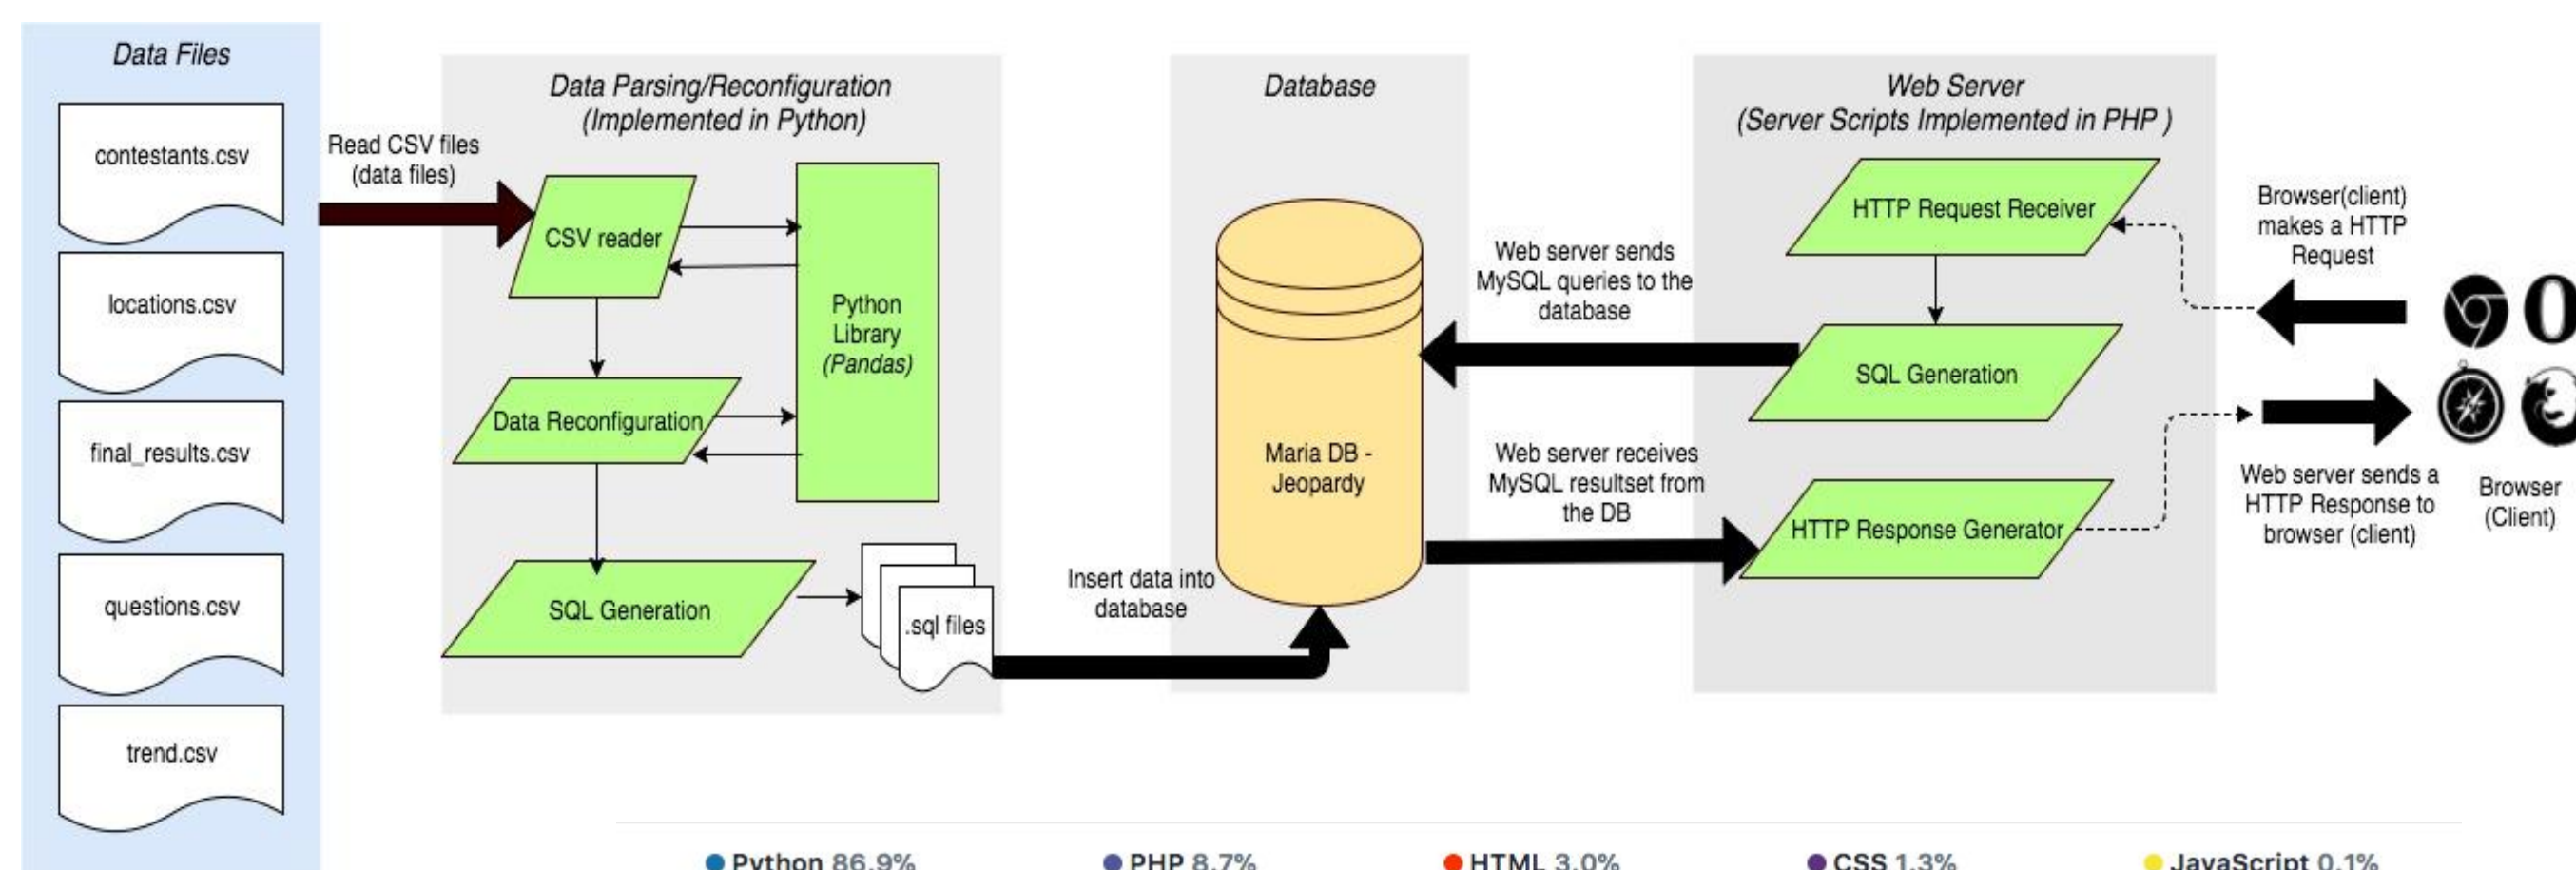 Data Files
contestants.csv
locations.csv
final_results.csv
questions.csv
trend.csv
Read CSV files
(data files)
Data Parsing/Reconfiguration
(Implemented in Python)
CSV reader
Python
Library
(Pandas)
Data Reconfiguration
SQL Generation
.sql files
Insert data into
database
Database
Maria DB -
Jeopardy
Web server sends
MySQL queries to the
database
Web server receives
MySQL resultset from
the DB
Web Server
(Server Scripts Implemented in PHP )
HTTP Request Receiver
SQL Generation
HTTP Response Generator
Browser(client)
makes a HTTP
Request
Web server sends a
HTTP Response to
browser (client)
Browser
(Client)
Python 86.9%
PHP 8.7%
HTML 3.0%
CSS 1.3%
JavaScript 0.1%